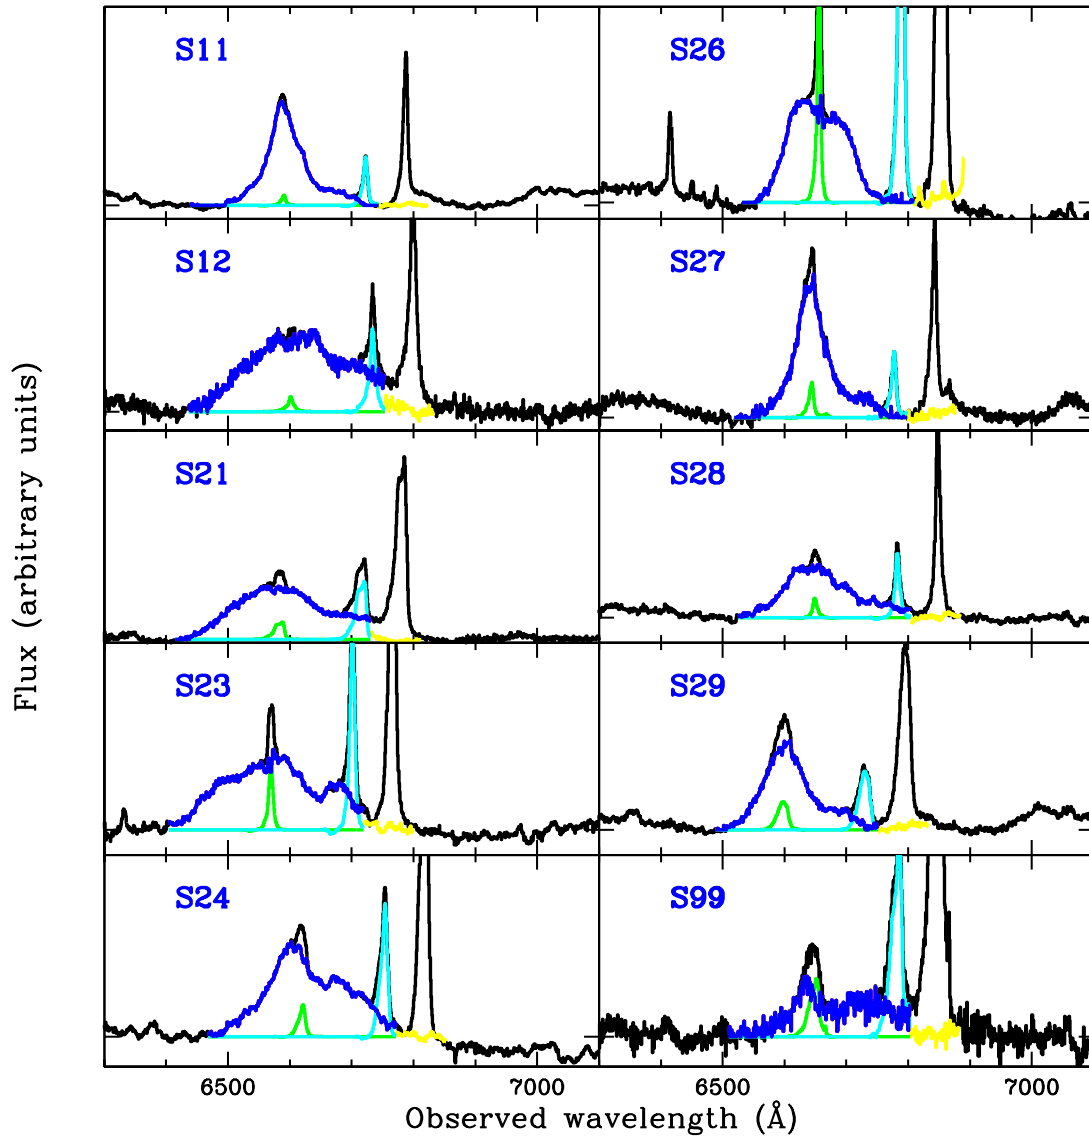 S11
S26
S12
S27
S21
S28
S23
S29
S24
S99
Flux (arbitrary units)
6500
7000
6500
7000
Observed wavelength (Å)